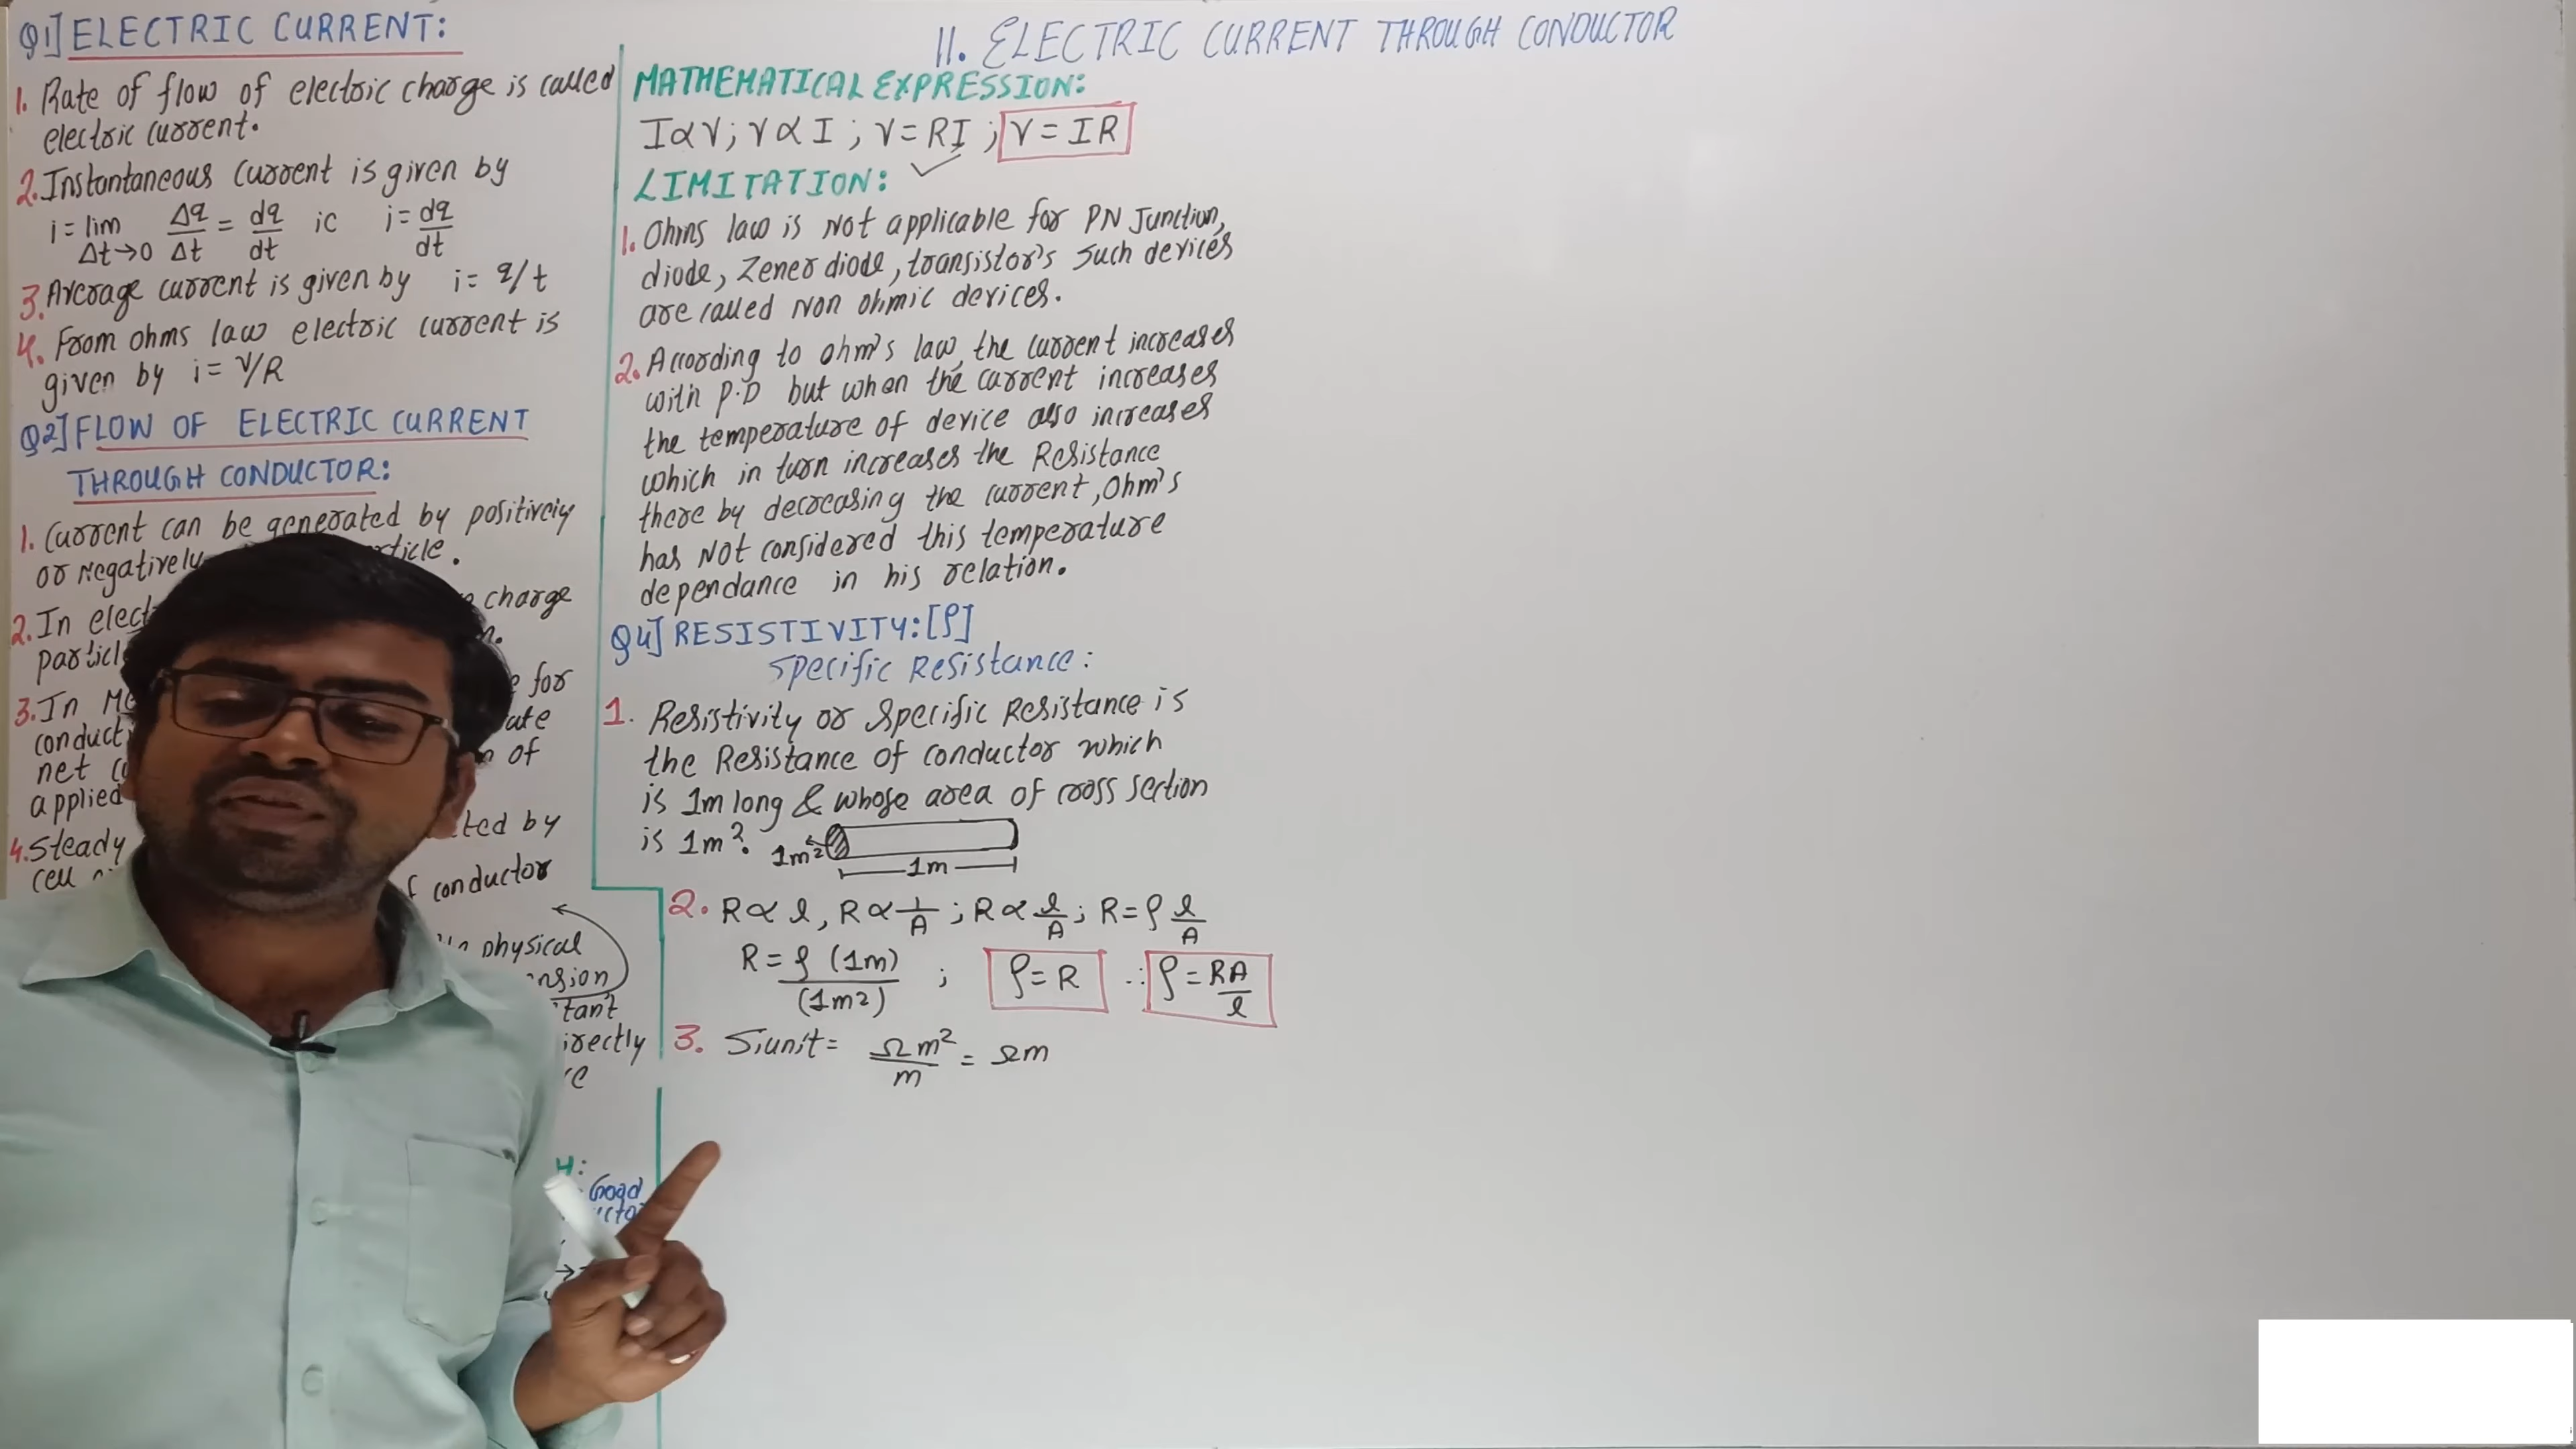 11. ELECTRIC CURRENT THROUGH CONDUCTOR
Q1] ELECTRIC CURRENT:
1. Rate of flow of electric charge is called
electric current.
2. Instantaneous current is given by
i = lim Δt→0 Δq/Δt = dq/dt ie i = dq/dt
3. Average current is given by i = q/t
4. From ohms law electric current is
given by i = V/R
Q2] FLOW OF ELECTRIC CURRENT
THROUGH CONDUCTOR:
1. Current can be generated by positively
or Negatively
2. In charge
3. In for
net of
applied
4. Steady by
cell conductor
physical
directly
Good
MATHEMATICAL EXPRESSION:
I∝V; V∝I; V=RI; V=IR
LIMITATION:
1. Ohms law is Not applicable for PN Junction,
diode, Zener diode, transistor's such devices
are called Non ohmic devices.
2. According to ohm's law, the current increases
with P.D but when the current increases
the temperature of device also increases
which in turn increases the Resistance
there by decreasing the current, Ohm's
has Not considered this temperature
dependance in his relation.
Q4] RESISTIVITY: [ρ]
Specific Resistance:
1. Resistivity or Specific Resistance is
the Resistance of conductor which
is 1m long & whose area of cross section
is 1m². 1m² 1m
2. R ∝ l, R ∝ 1/A; R ∝ l/A; R = ρ l/A
R = ρ (1m)/(1m²) ; ρ = R ∴ ρ = RA/l
3. SI unit = Ωm²/m = Ωm